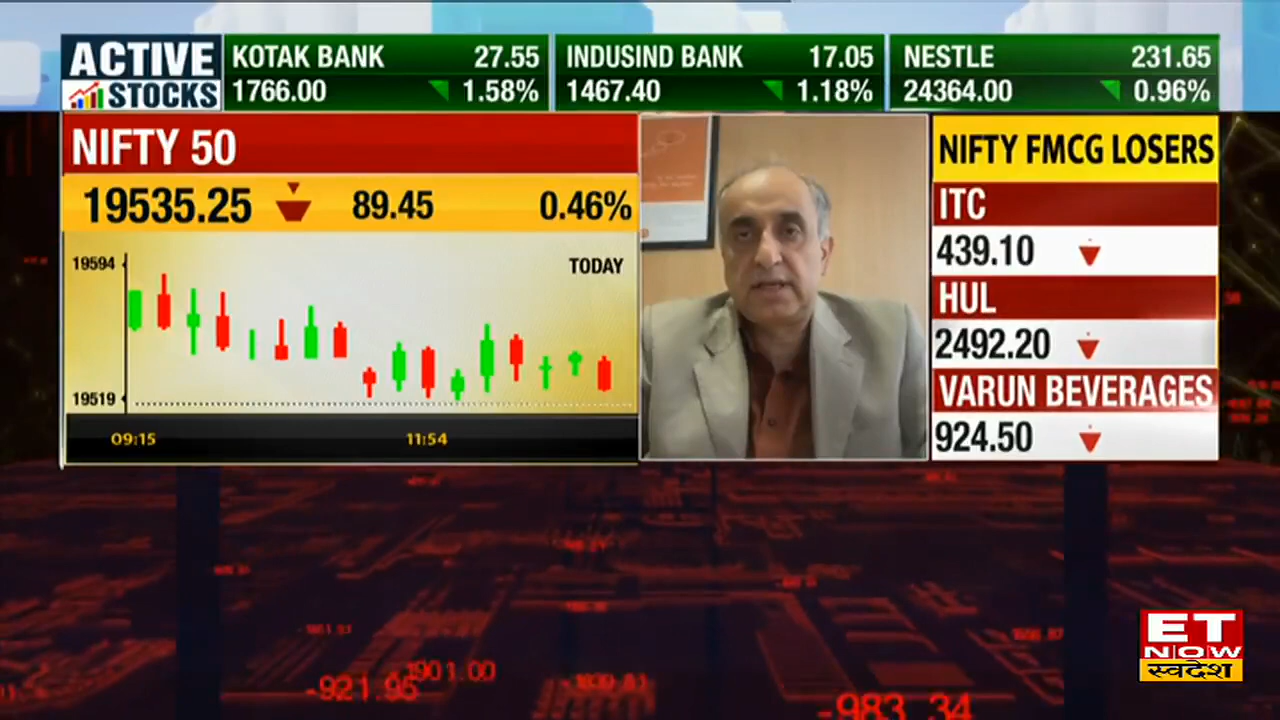 ACTIVE
STOCKS
KOTAK BANK 27.55
1766.00 1.58%
INDUSIND BANK 17.05
1467.40 1.18%
NESTLE 231.65
24364.00 0.96%
NIFTY 50
19535.25 89.45 0.46%
19594
TODAY
19519
09:15 11:54
NIFTY FMCG LOSERS
ITC
439.10
HUL
2492.20
VARUN BEVERAGES
924.50
ET
NOW
स्वदेश
1901.00
-921.95
-983.34